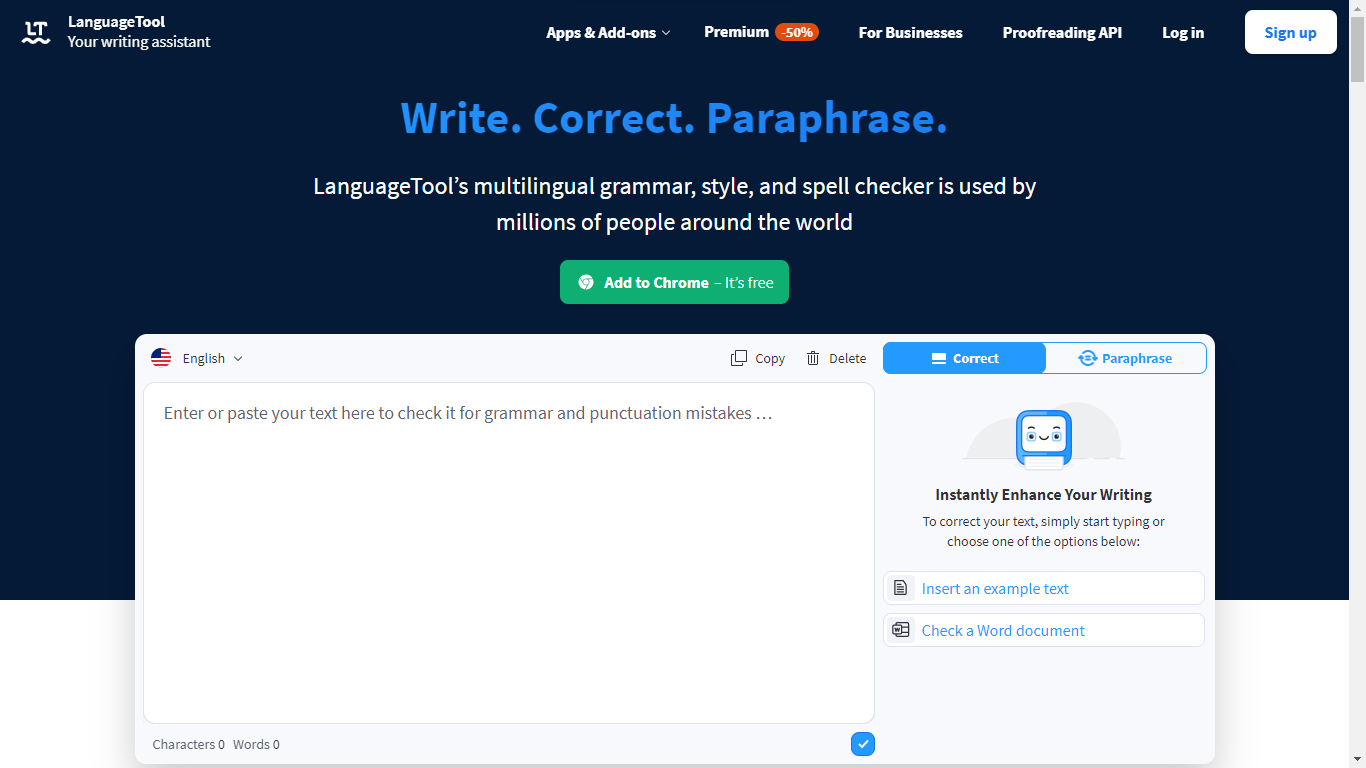 LanguageTool
Your writing assistant
Apps & Add-ons
Premium -50%
For Businesses
Proofreading API
Log in
Sign up
Write. Correct. Paraphrase.
LanguageTool’s multilingual grammar, style, and spell checker is used by
millions of people around the world
Add to Chrome – It’s free
English
Copy
Delete
Correct
Paraphrase
Enter or paste your text here to check it for grammar and punctuation mistakes …
Instantly Enhance Your Writing
To correct your text, simply start typing or
choose one of the options below:
Insert an example text
Check a Word document
Characters 0 Words 0